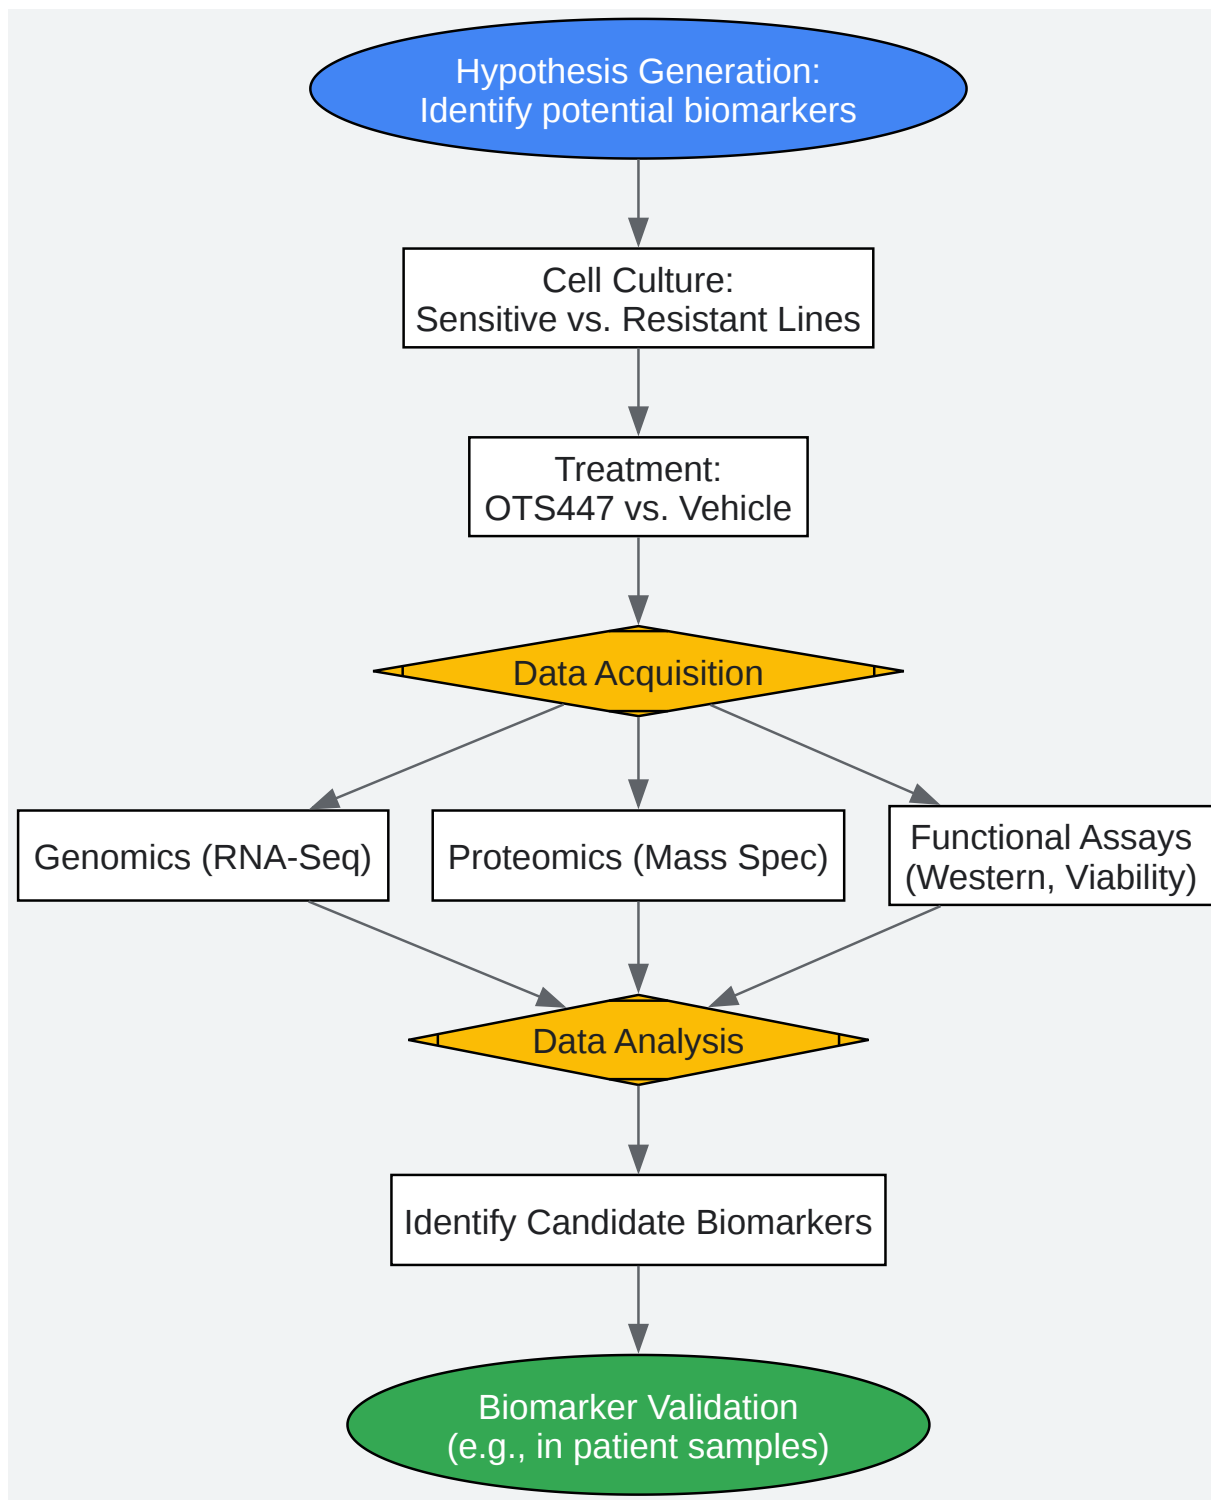 Hypothesis Generation:
Identify potential biomarkers
Cell Culture:
Sensitive vs. Resistant Lines
Treatment:
OTS447 vs. Vehicle
Data Acquisition
Genomics (RNA-Seq)
Proteomics (Mass Spec)
Functional Assays
(Western, Viability)
Data Analysis
Identify Candidate Biomarkers
Biomarker Validation
(e.g., in patient samples)